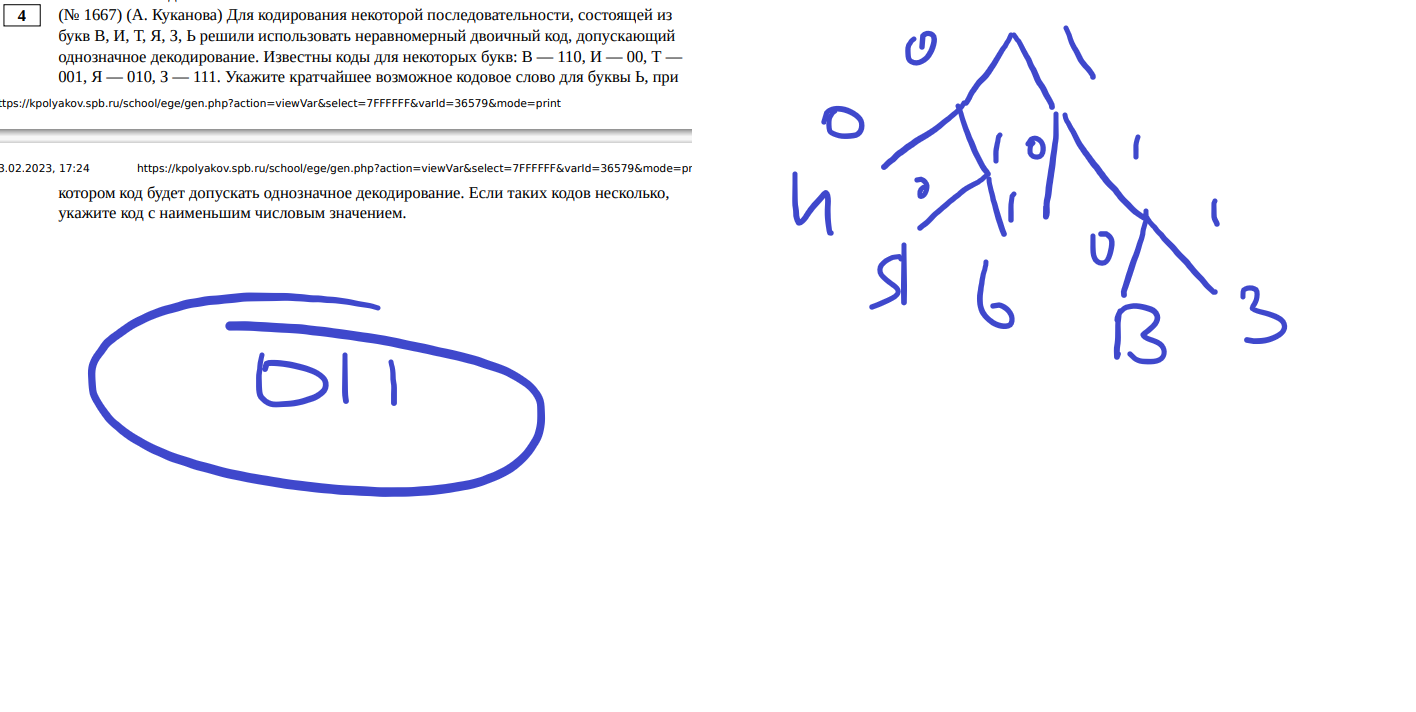 4
(№ 1667) (А. Куканова) Для кодирования некоторой последовательности, состоящей из
букв В, И, Т, Я, З, Ь решили использовать неравномерный двоичный код, допускающий
однозначное декодирование. Известны коды для некоторых букв: В — 110, И — 00, Т —
001, Я — 010, З — 111. Укажите кратчайшее возможное кодовое слово для буквы Ь, при
ttps://kpolyakov.spb.ru/school/ege/gen.php?action=viewVar&select=7FFFFFF&varId=36579&mode=print
3.02.2023, 17:24 https://kpolyakov.spb.ru/school/ege/gen.php?action=viewVar&select=7FFFFFF&varId=36579&mode=pr
котором код будет допускать однозначное декодирование. Если таких кодов несколько,
укажите код с наименьшим числовым значением.
011
0 1
0 1 0 1
И 0 1 0 1
Я Ь В З